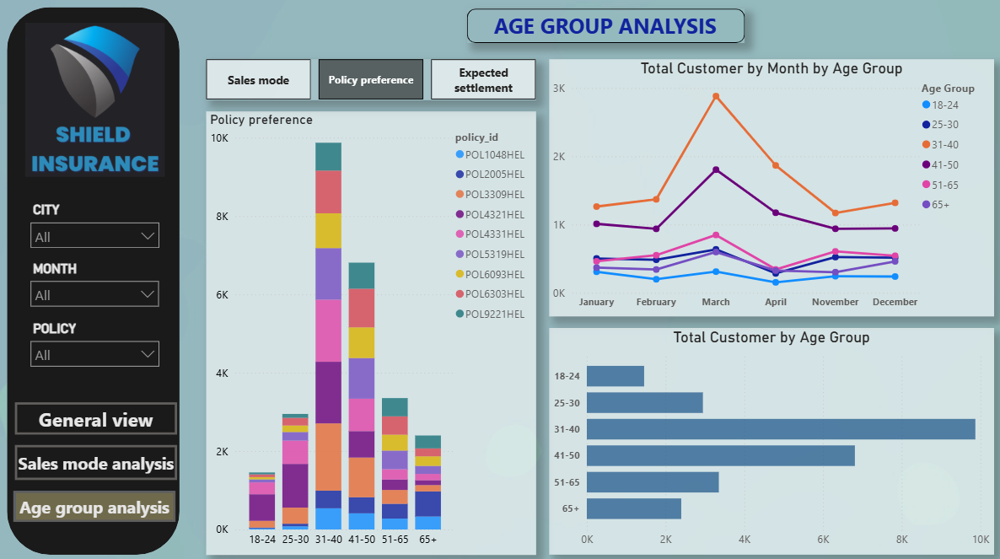 SHIELD
INSURANCE
CITY
All
MONTH
All
POLICY
All
General view
Sales mode analysis
Age group analysis
AGE GROUP ANALYSIS
Sales mode
Policy preference
Expected
settlement
Policy preference
10K
8K
6K
4K
2K
0K
18-24 25-30 31-40 41-50 51-65 65+
policy_id
POL1048HEL
POL2005HEL
POL3309HEL
POL4321HEL
POL4331HEL
POL5319HEL
POL6093HEL
POL6303HEL
POL9221HEL
Total Customer by Month by Age Group
3K
2K
1K
0K
January February March April November December
Age Group
18-24
25-30
31-40
41-50
51-65
65+
Total Customer by Age Group
18-24
25-30
31-40
41-50
51-65
65+
0K 2K 4K 6K 8K 10K